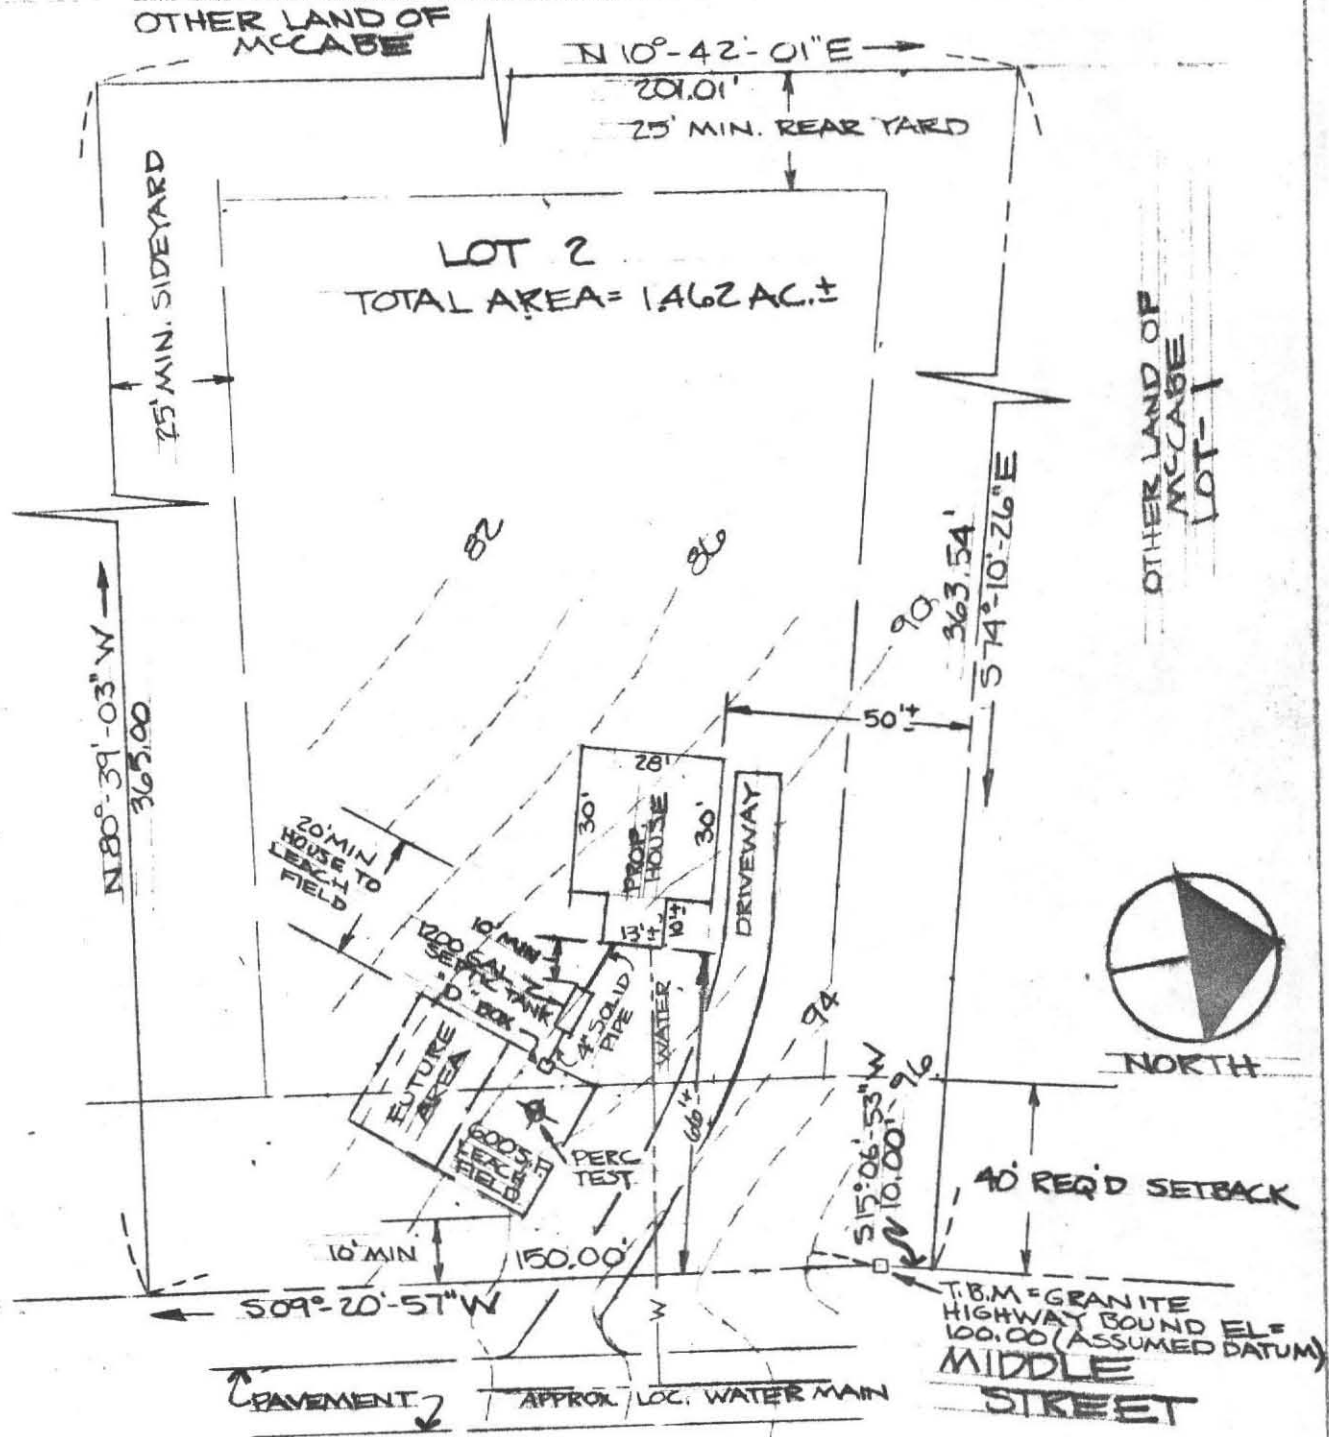 OTHER LAND OF
McCABE
N 10°-42'-01" E
201.01'
25' MIN. REAR YARD
25' MIN. SIDEYARD
LOT 2
TOTAL AREA = 1.462 AC.±
OTHER LAND OF
McCABE
LOT-1
82
86
90
363.54'
S74°-10'-26"E
N80°-39'-03"W
365.00
50'±
28'
30'
PROP.
HOUSE
30'
DRIVEWAY
20' MIN
HOUSE TO
LEACH
FIELD
10' MIN
1200 GAL
SEPTIC TANK
"D" BOX
13'±
10'±
4" SOLID
PIPE
WATER
94
FUTURE
AREA
600 S.F.
LEACH
FIELD
PERC
TEST
66'±
S15°-06'-53"W
10.00'
96
NORTH
40' REQ'D SETBACK
10' MIN
150.00'
S09°-20'-57"W
W
T.B.M = GRANITE
HIGHWAY BOUND EL=
100.00 (ASSUMED DATUM)
MIDDLE
STREET
PAVEMENT
APPROX. LOC. WATER MAIN